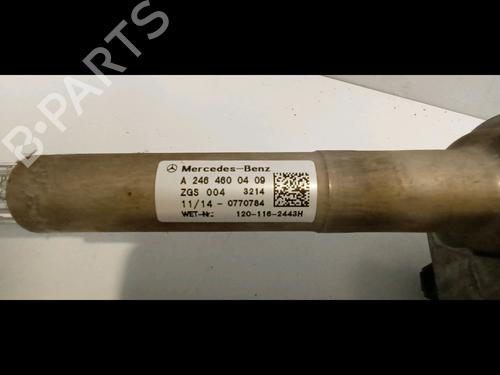 Mercedes-Benz
A 246 460 04 09
ZGS 004 3214
11/14 - 0770784
WET-Nr.: 120-116-2443H
B-PARTS